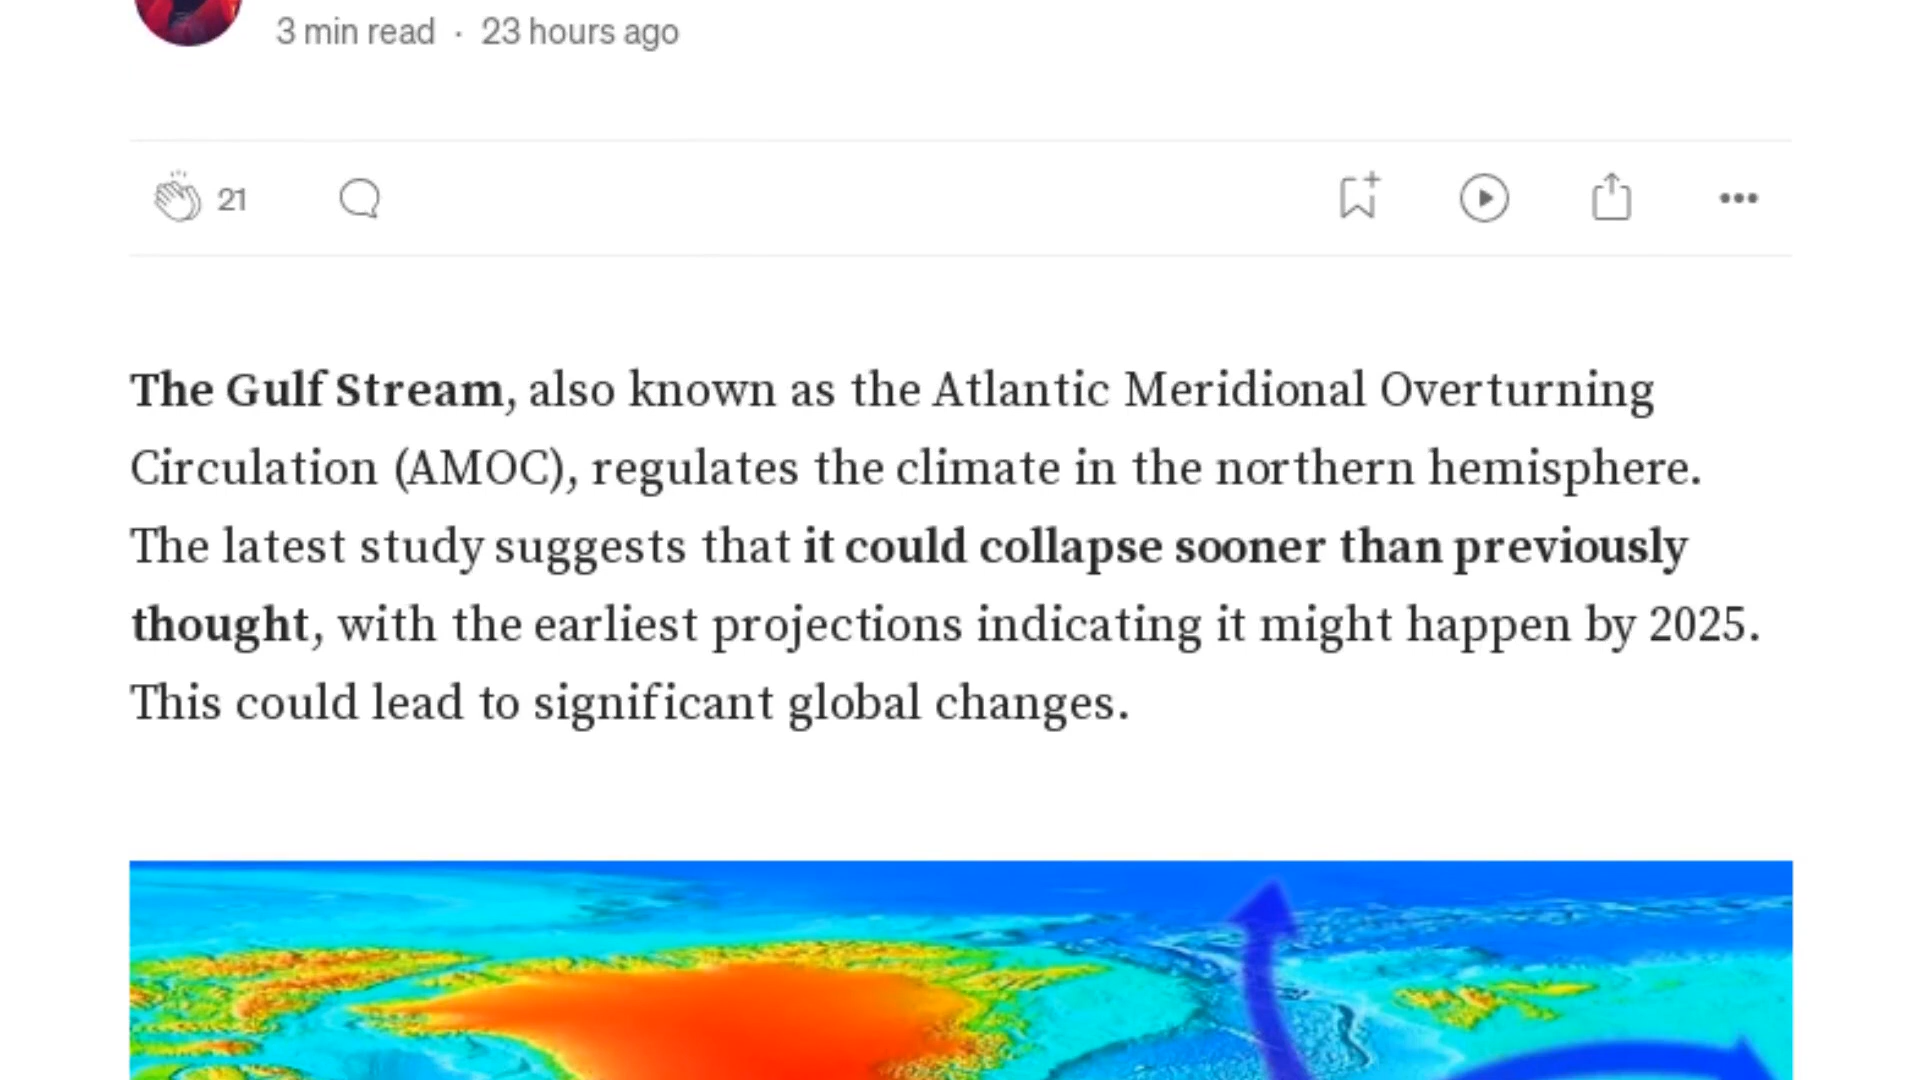 3 min read · 23 hours ago
21
The Gulf Stream, also known as the Atlantic Meridional Overturning
Circulation (AMOC), regulates the climate in the northern hemisphere.
The latest study suggests that it could collapse sooner than previously
thought, with the earliest projections indicating it might happen by 2025.
This could lead to significant global changes.